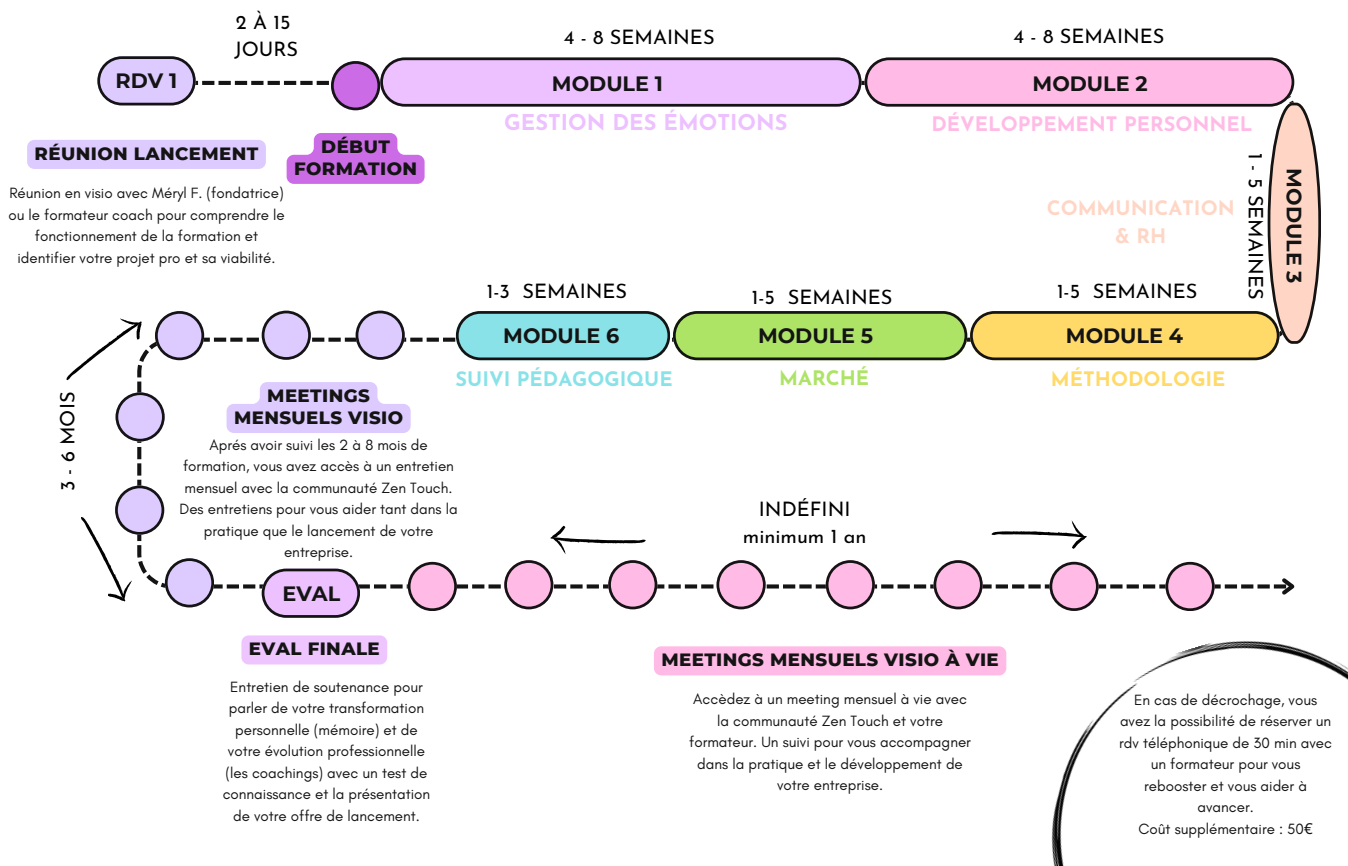 2 À 15
JOURS
4 - 8 SEMAINES
4 - 8 SEMAINES
RDV 1
MODULE 1
MODULE 2
GESTION DES ÉMOTIONS
DÉVELOPPEMENT PERSONNEL
RÉUNION LANCEMENT
DÉBUT
FORMATION
Réunion en visio avec Méryl F. (fondatrice)
ou le formateur coach pour comprendre le
fonctionnement de la formation et
identifier votre projet pro et sa viabilité.
1 - 5 SEMAINES
MODULE 3
COMMUNICATION
& RH
1-3 SEMAINES
1-5 SEMAINES
1-5 SEMAINES
MODULE 6
MODULE 5
MODULE 4
SUIVI PÉDAGOGIQUE
MARCHÉ
MÉTHODOLOGIE
3 - 6 MOIS
MEETINGS
MENSUELS VISIO
Aprés avoir suivi les 2 à 8 mois de
formation, vous avez accès à un entretien
mensuel avec la communauté Zen Touch.
Des entretiens pour vous aider tant dans la
pratique que le lancement de votre
entreprise.
INDÉFINI
minimum 1 an
EVAL
EVAL FINALE
Entretien de soutenance pour
parler de votre transformation
personnelle (mémoire) et de
votre évolution professionnelle
(les coachings) avec un test de
connaissance et la présentation
de votre offre de lancement.
MEETINGS MENSUELS VISIO À VIE
Accèdez à un meeting mensuel à vie avec
la communauté Zen Touch et votre
formateur. Un suivi pour vous accompagner
dans la pratique et le développement de
votre entreprise.
En cas de décrochage, vous
avez la possibilité de réserver un
rdv téléphonique de 30 min avec
un formateur pour vous
rebooster et vous aider à
avancer.
Coût supplémentaire : 50€